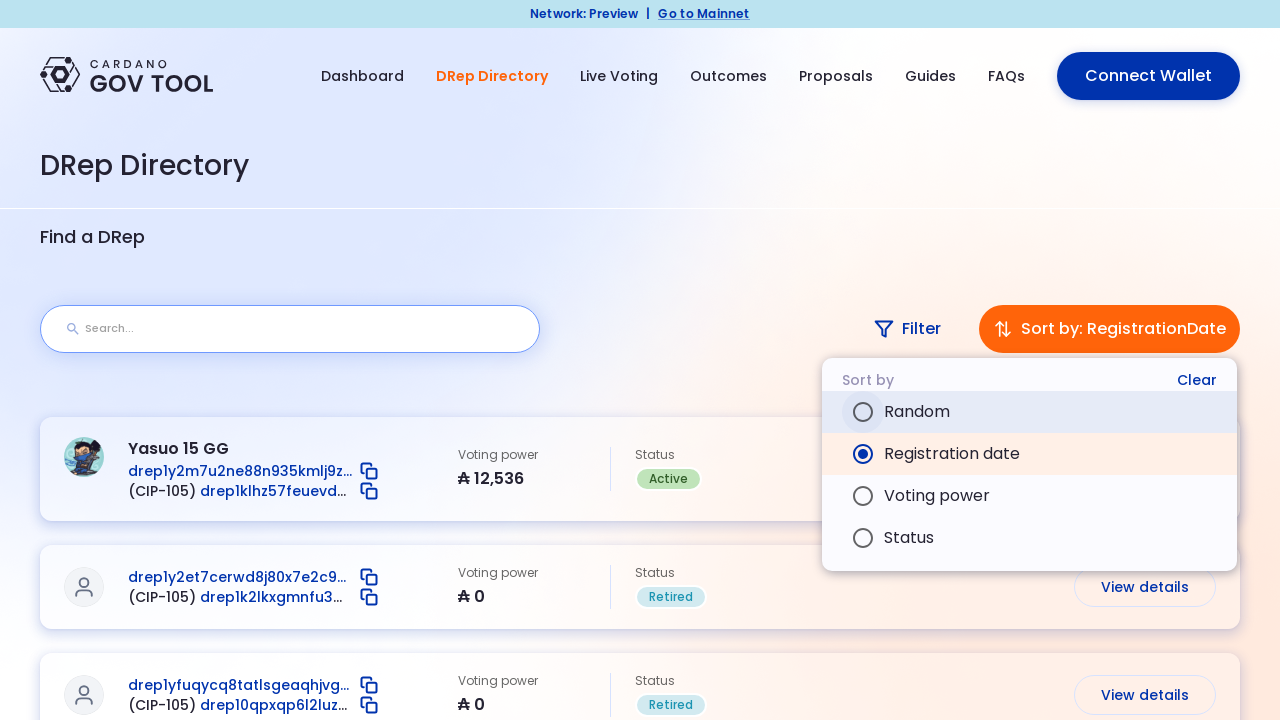 Network: Preview | Go to Mainnet
CARDANO
GOV TOOL
Dashboard
DRep Directory
Live Voting
Outcomes
Proposals
Guides
FAQs
Connect Wallet
DRep Directory
Find a DRep
Search...
Filter
Sort by: RegistrationDate
Sort by
Clear
Random
Registration date
Voting power
Status
Yasuo 15 GG
drep1y2m7u2ne88n935kmlj9z...
(CIP-105) drep1klhz57feuevd...
Voting power
₳ 12,536
Status
Active
drep1y2et7cerwd8j80x7e2c9...
(CIP-105) drep1k2lkxgmnfu3...
Voting power
₳ 0
Status
Retired
View details
drep1yfuqycq8tatlsgeaqhjvg...
(CIP-105) drep10qpxqp6l2luz...
Voting power
₳ 0
Status
Retired
View details